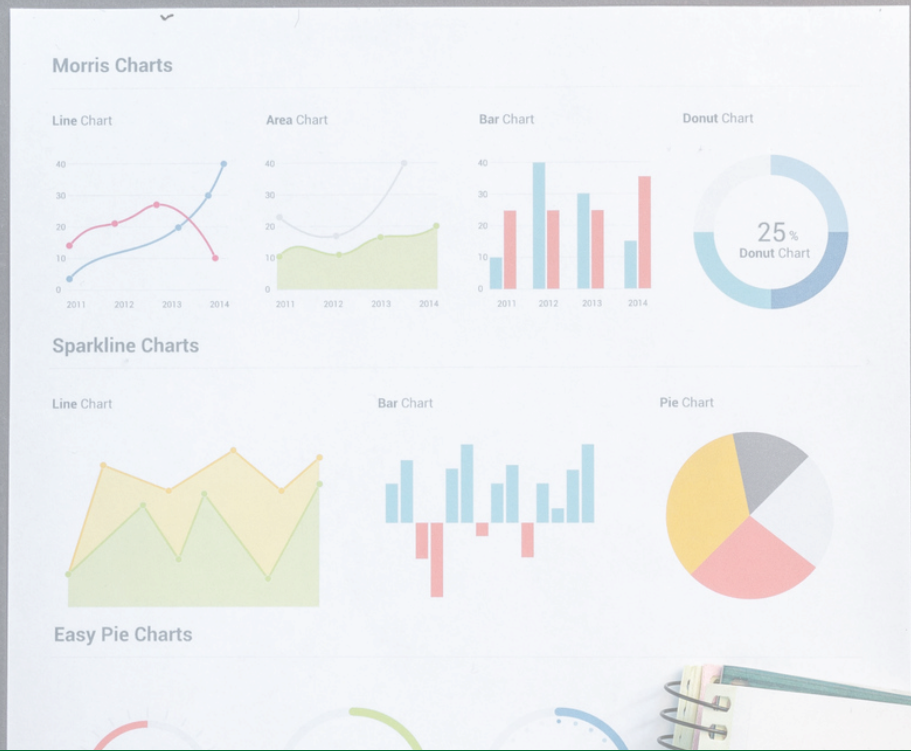 Morris Charts
Line Chart
Area Chart
Bar Chart
Donut Chart
40
30
20
10
0
2011 2012 2013 2014
40
30
20
10
0
2011 2012 2013 2014
40
30
20
10
0
2011 2012 2013 2014
25%
Donut Chart
Sparkline Charts
Line Chart
Bar Chart
Pie Chart
Easy Pie Charts